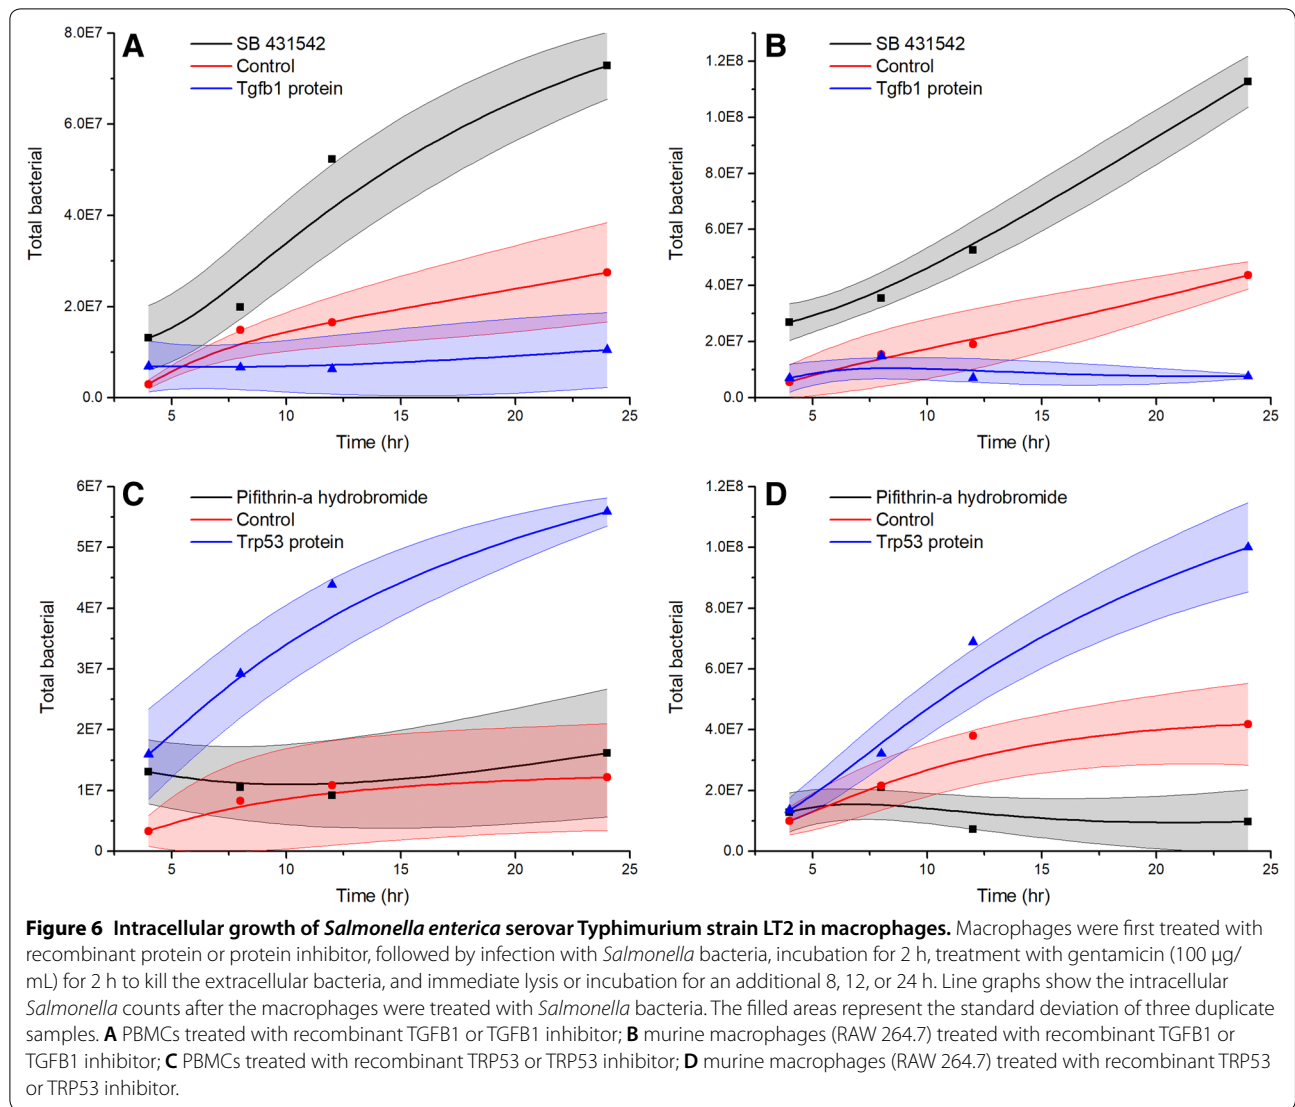 A
SB 431542
Control
Tgfb1 protein
8.0E7
6.0E7
4.0E7
2.0E7
0.0
Total bacterial
5 10 15 20 25
Time (hr)
B
SB 431542
Control
Tgfb1 protein
1.2E8
1.0E8
8.0E7
6.0E7
4.0E7
2.0E7
0.0
Total bacterial
5 10 15 20 25
Time (hr)
C
Pifithrin-a hydrobromide
Control
Trp53 protein
6E7
5E7
4E7
3E7
2E7
1E7
0
Total bacterial
5 10 15 20 25
Time (hr)
D
Pifithrin-a hydrobromide
Control
Trp53 protein
1.2E8
1.0E8
8.0E7
6.0E7
4.0E7
2.0E7
0.0
Total bacterial
5 10 15 20 25
Time (hr)
Figure 6 Intracellular growth of Salmonella enterica serovar Typhimurium strain LT2 in macrophages. Macrophages were first treated with
recombinant protein or protein inhibitor, followed by infection with Salmonella bacteria, incubation for 2 h, treatment with gentamicin (100 μg/
mL) for 2 h to kill the extracellular bacteria, and immediate lysis or incubation for an additional 8, 12, or 24 h. Line graphs show the intracellular
Salmonella counts after the macrophages were treated with Salmonella bacteria. The filled areas represent the standard deviation of three duplicate
samples. A PBMCs treated with recombinant TGFB1 or TGFB1 inhibitor; B murine macrophages (RAW 264.7) treated with recombinant TGFB1 or
TGFB1 inhibitor; C PBMCs treated with recombinant TRP53 or TRP53 inhibitor; D murine macrophages (RAW 264.7) treated with recombinant TRP53
or TRP53 inhibitor.